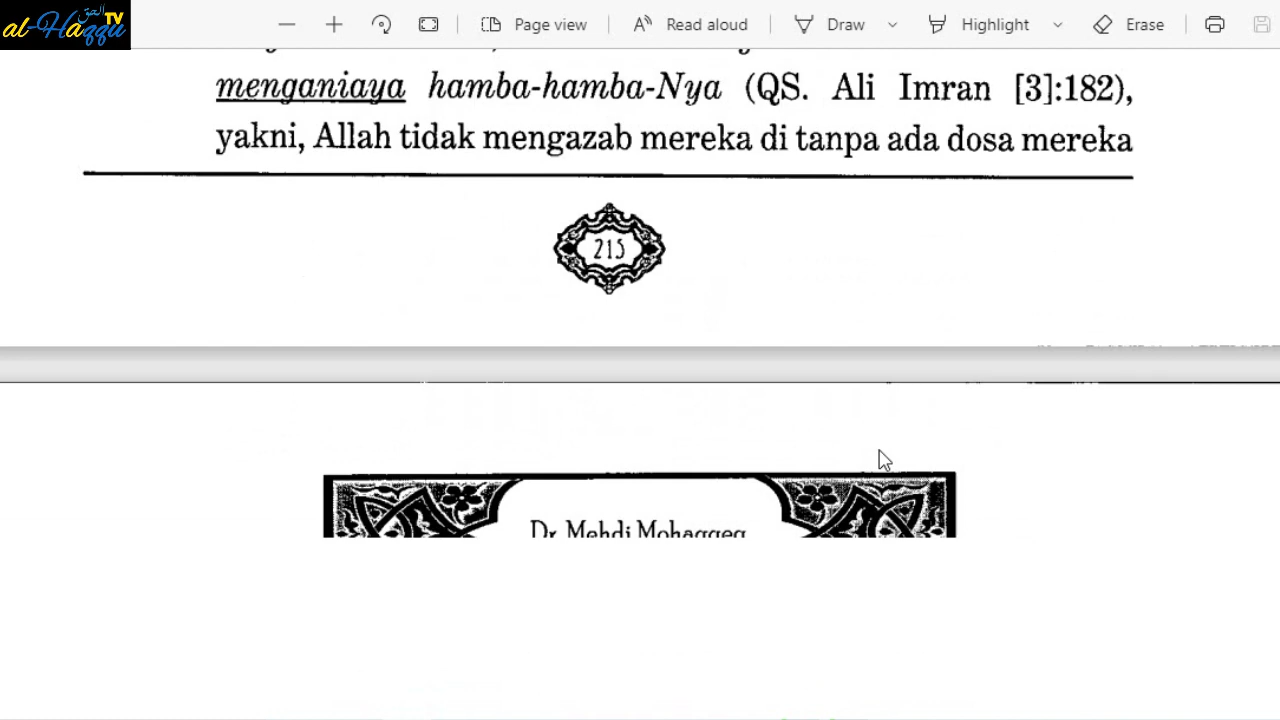 الحق
TV
al-Haqqu
Page view
Read aloud
Draw
Highlight
Erase
menganiaya hamba-hamba-Nya (QS. Ali Imran [3]:182),
yakni, Allah tidak mengazab mereka di tanpa ada dosa mereka
215
Dr. Mehdi Mohaqqeq